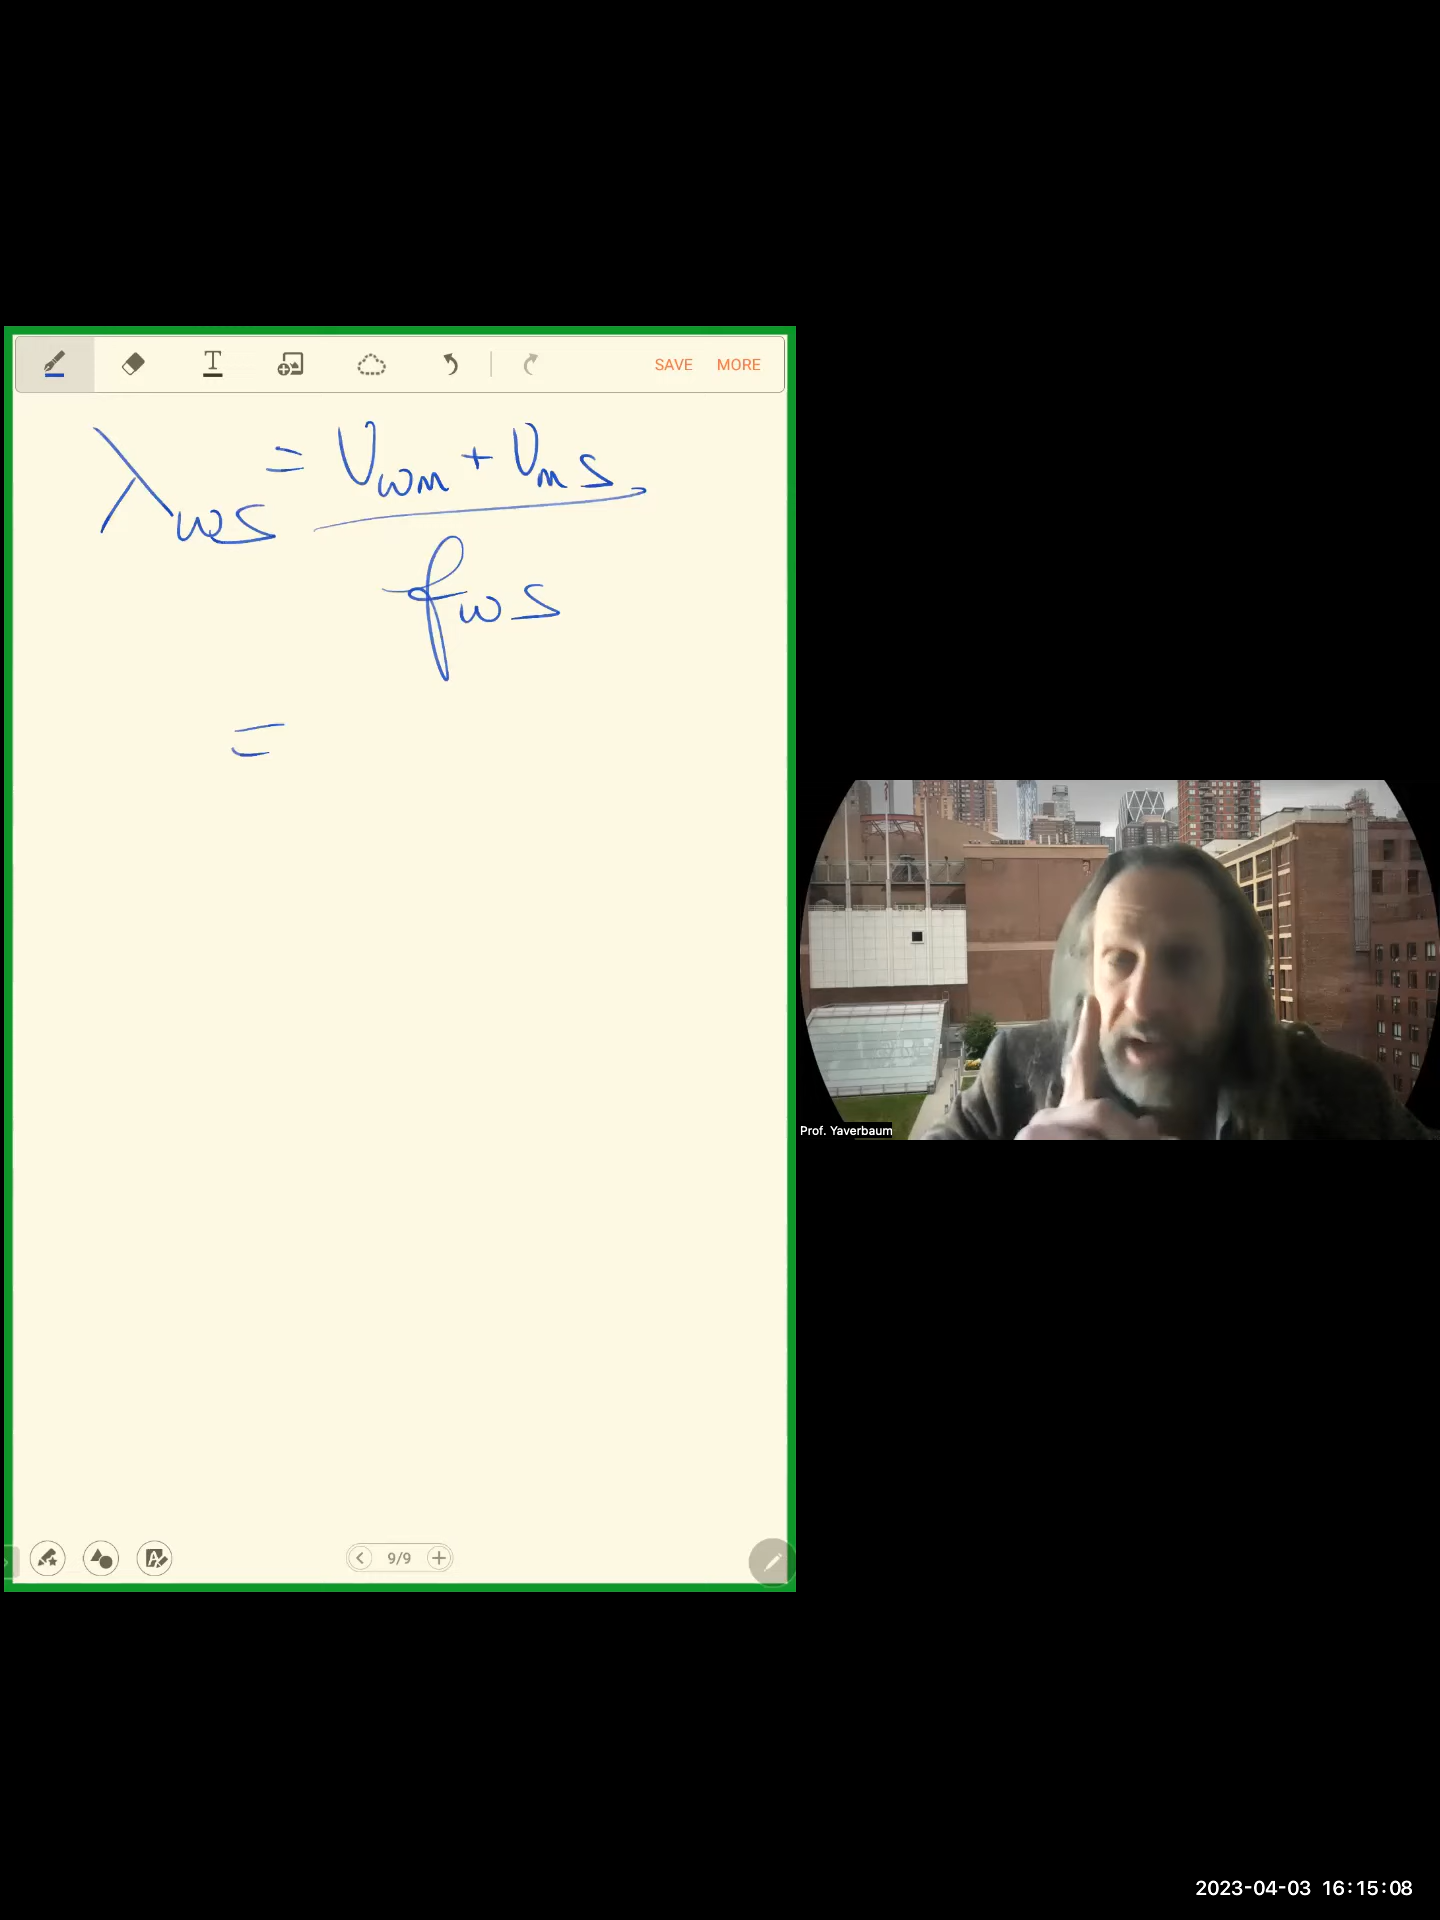 T SAVE MORE
λws = Vwm + Vms
fws
=
Prof. Yaverbaum
A 9/9
2023-04-03 16:15:08